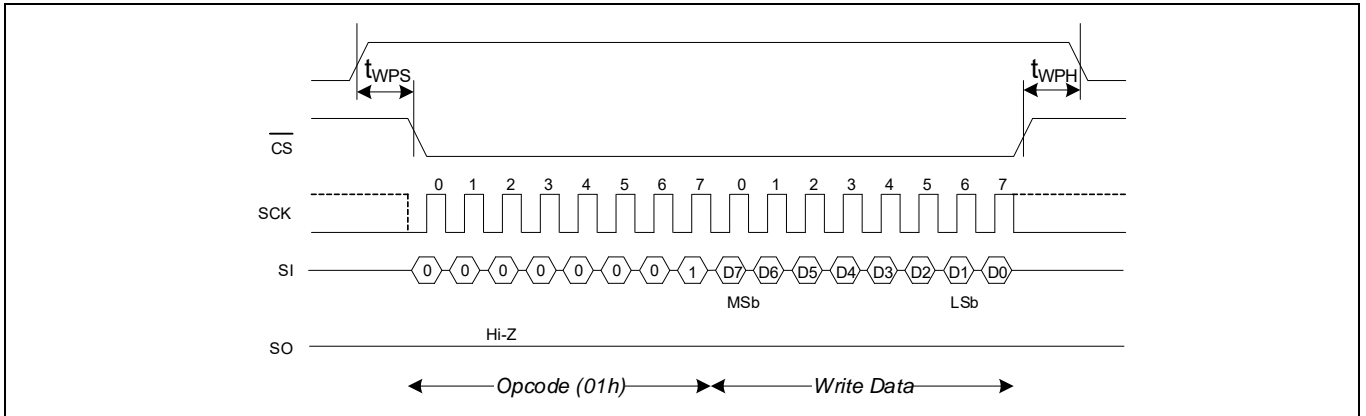 tWPS
tWPH
CS
0 1 2 3 4 5 6 7 0 1 2 3 4 5 6 7
SCK
SI 0 0 0 0 0 0 0 1 D7 D6 D5 D4 D3 D2 D1 D0
MSb LSb
Hi-Z
SO
Opcode (01h) Write Data